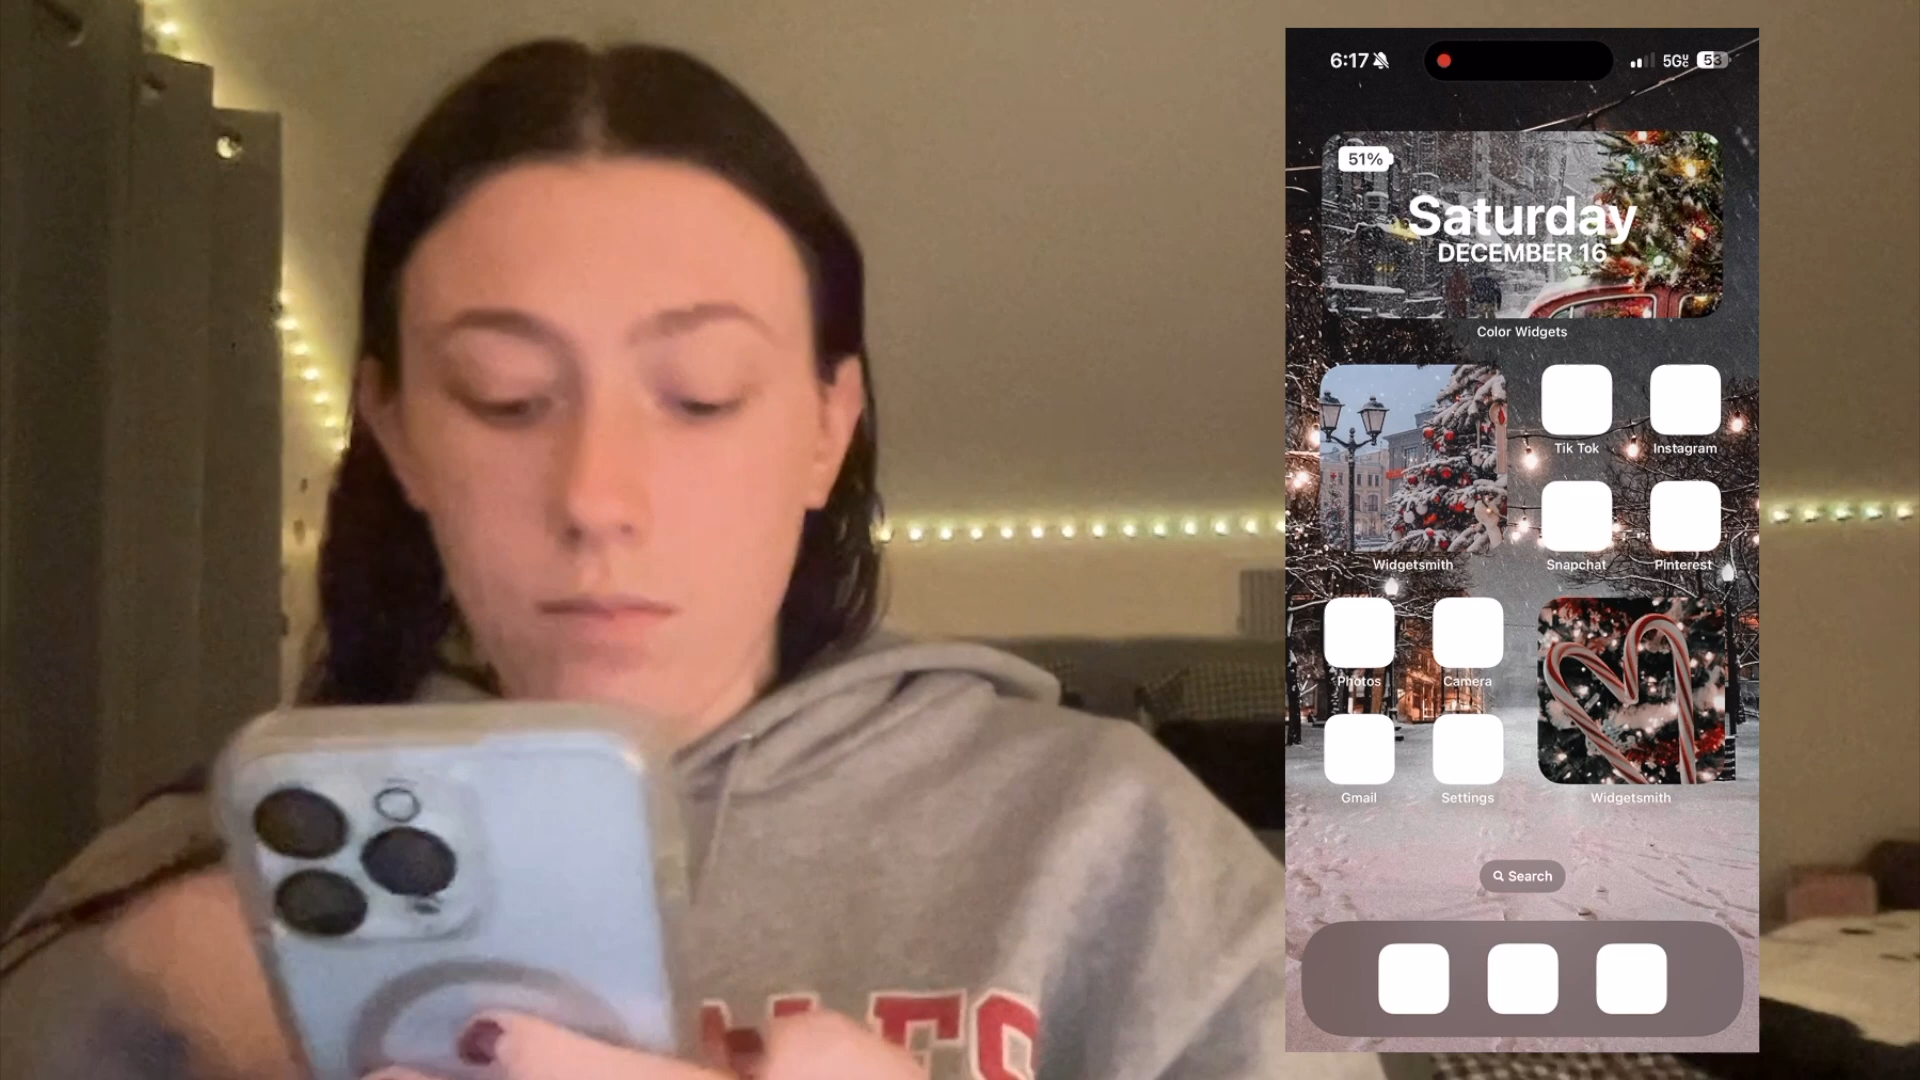 6:17
5GUC
53
51%
Saturday
DECEMBER 16
Color Widgets
Tik Tok
Instagram
Widgetsmith
Snapchat
Pinterest
Photos
Camera
Gmail
Settings
Widgetsmith
Search